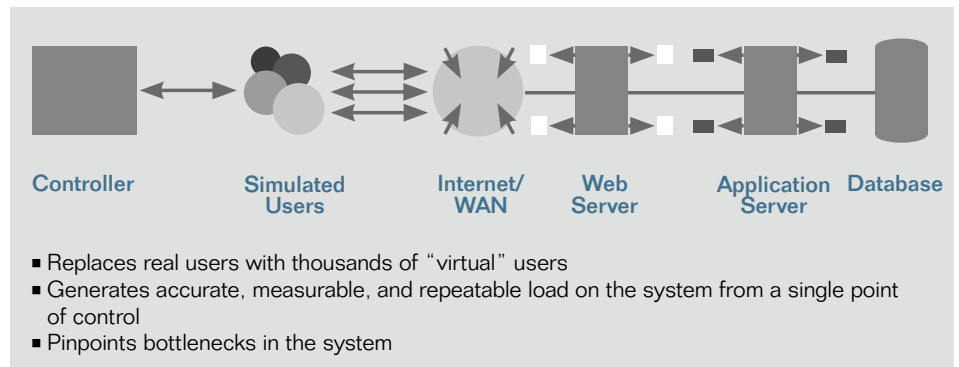 Controller
Simulated
Users
Internet/
WAN
Web
Server
Application
Server
Database
▪ Replaces real users with thousands of “virtual” users
▪ Generates accurate, measurable, and repeatable load on the system from a single point
of control
▪ Pinpoints bottlenecks in the system